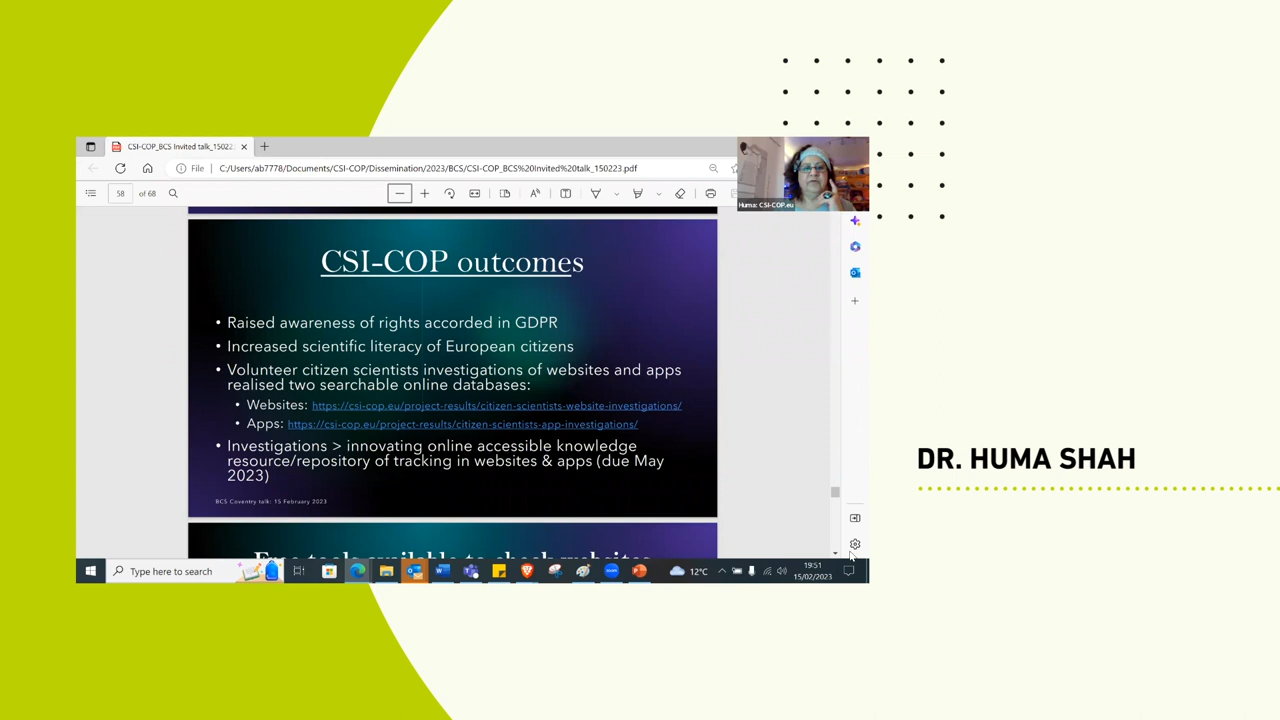 CSI-COP_BCS Invited talk_150223.
File
C:/Users/ab7778/Documents/CSI-COP/Dissemination/2023/BCS/CSI-COP_BCS%20Invited%20talk_150223.pdf
Huma: CSI-COP.eu
58 of 68
CSI-COP outcomes
• Raised awareness of rights accorded in GDPR
• Increased scientific literacy of European citizens
• Volunteer citizen scientists investigations of websites and apps
realised two searchable online databases:
• Websites: https://csi-cop.eu/project-results/citizen-scientists-website-investigations/
• Apps: https://csi-cop.eu/project-results/citizen-scientists-app-investigations/
• Investigations > innovating online accessible knowledge
resource/repository of tracking in websites & apps (due May
2023)
BCS Coventry talk: 15 February 2023
Free tools available to check websites
DR. HUMA SHAH
Type here to search
12°C
19:51
15/02/2023